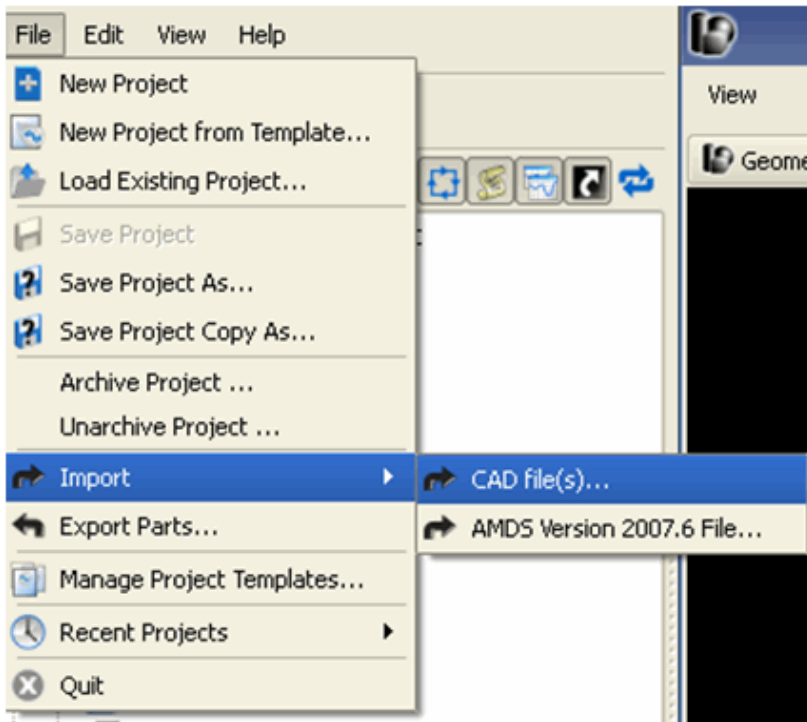 File Edit View Help
New Project
View
New Project from Template...
Geome
Load Existing Project...
Save Project
:
Save Project As...
Save Project Copy As...
Archive Project ...
Unarchive Project ...
Import
CAD file(s)...
Export Parts...
AMDS Version 2007.6 File...
Manage Project Templates...
Recent Projects
Quit